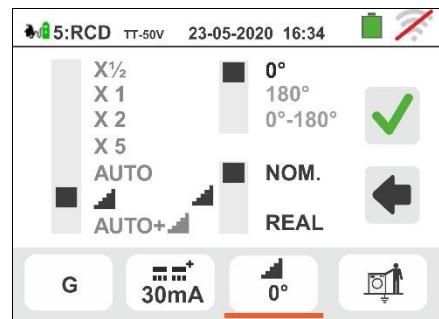 5:RCD TT-50V 23-05-2020 16:34
X½ 0°
X 1 180°
X 2 0°-180°
X 5
AUTO NOM.
AUTO+ REAL
G 30mA 0°
+